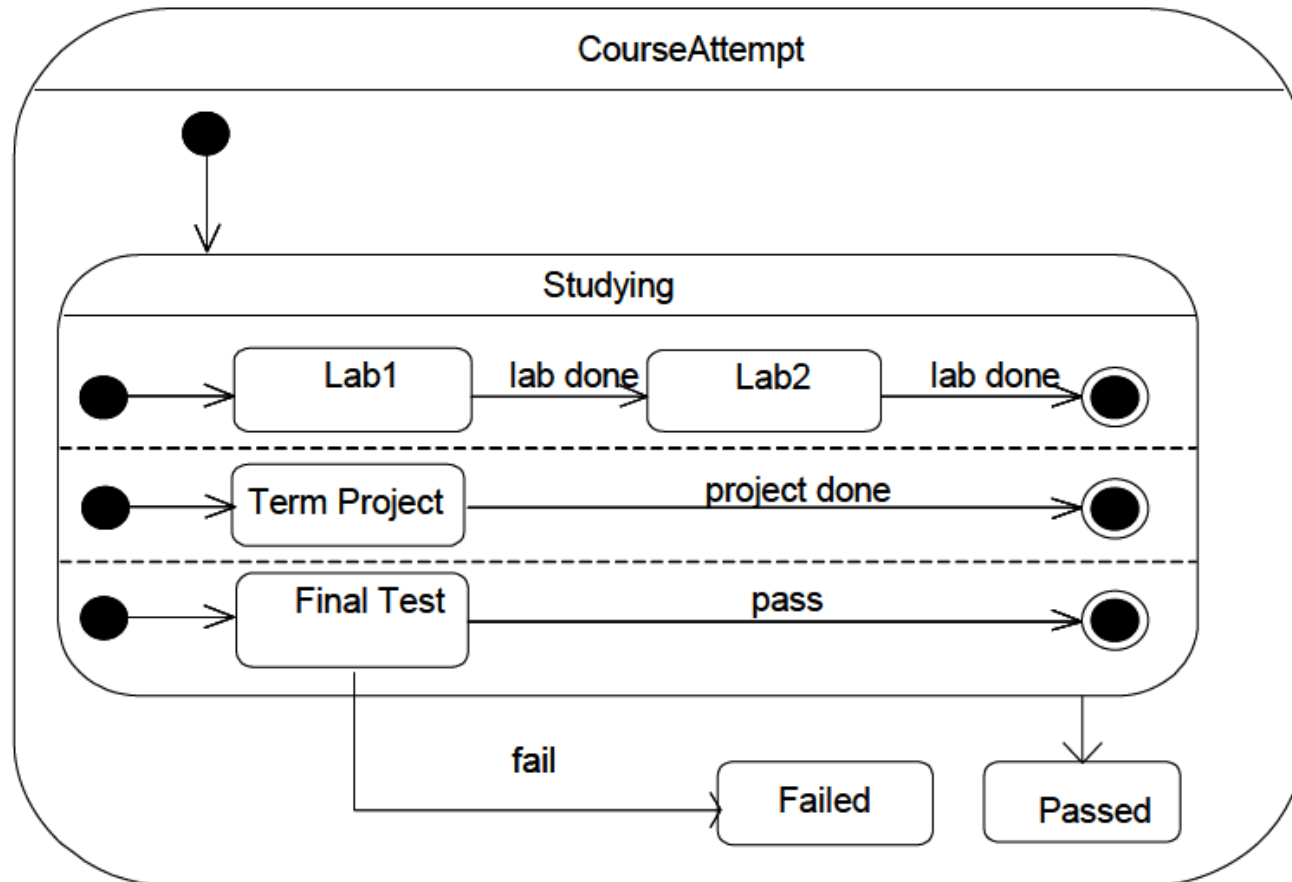 CourseAttempt
Studying
Lab1
lab done
Lab2
lab done
Term Project
project done
Final Test
pass
fail
Failed
Passed